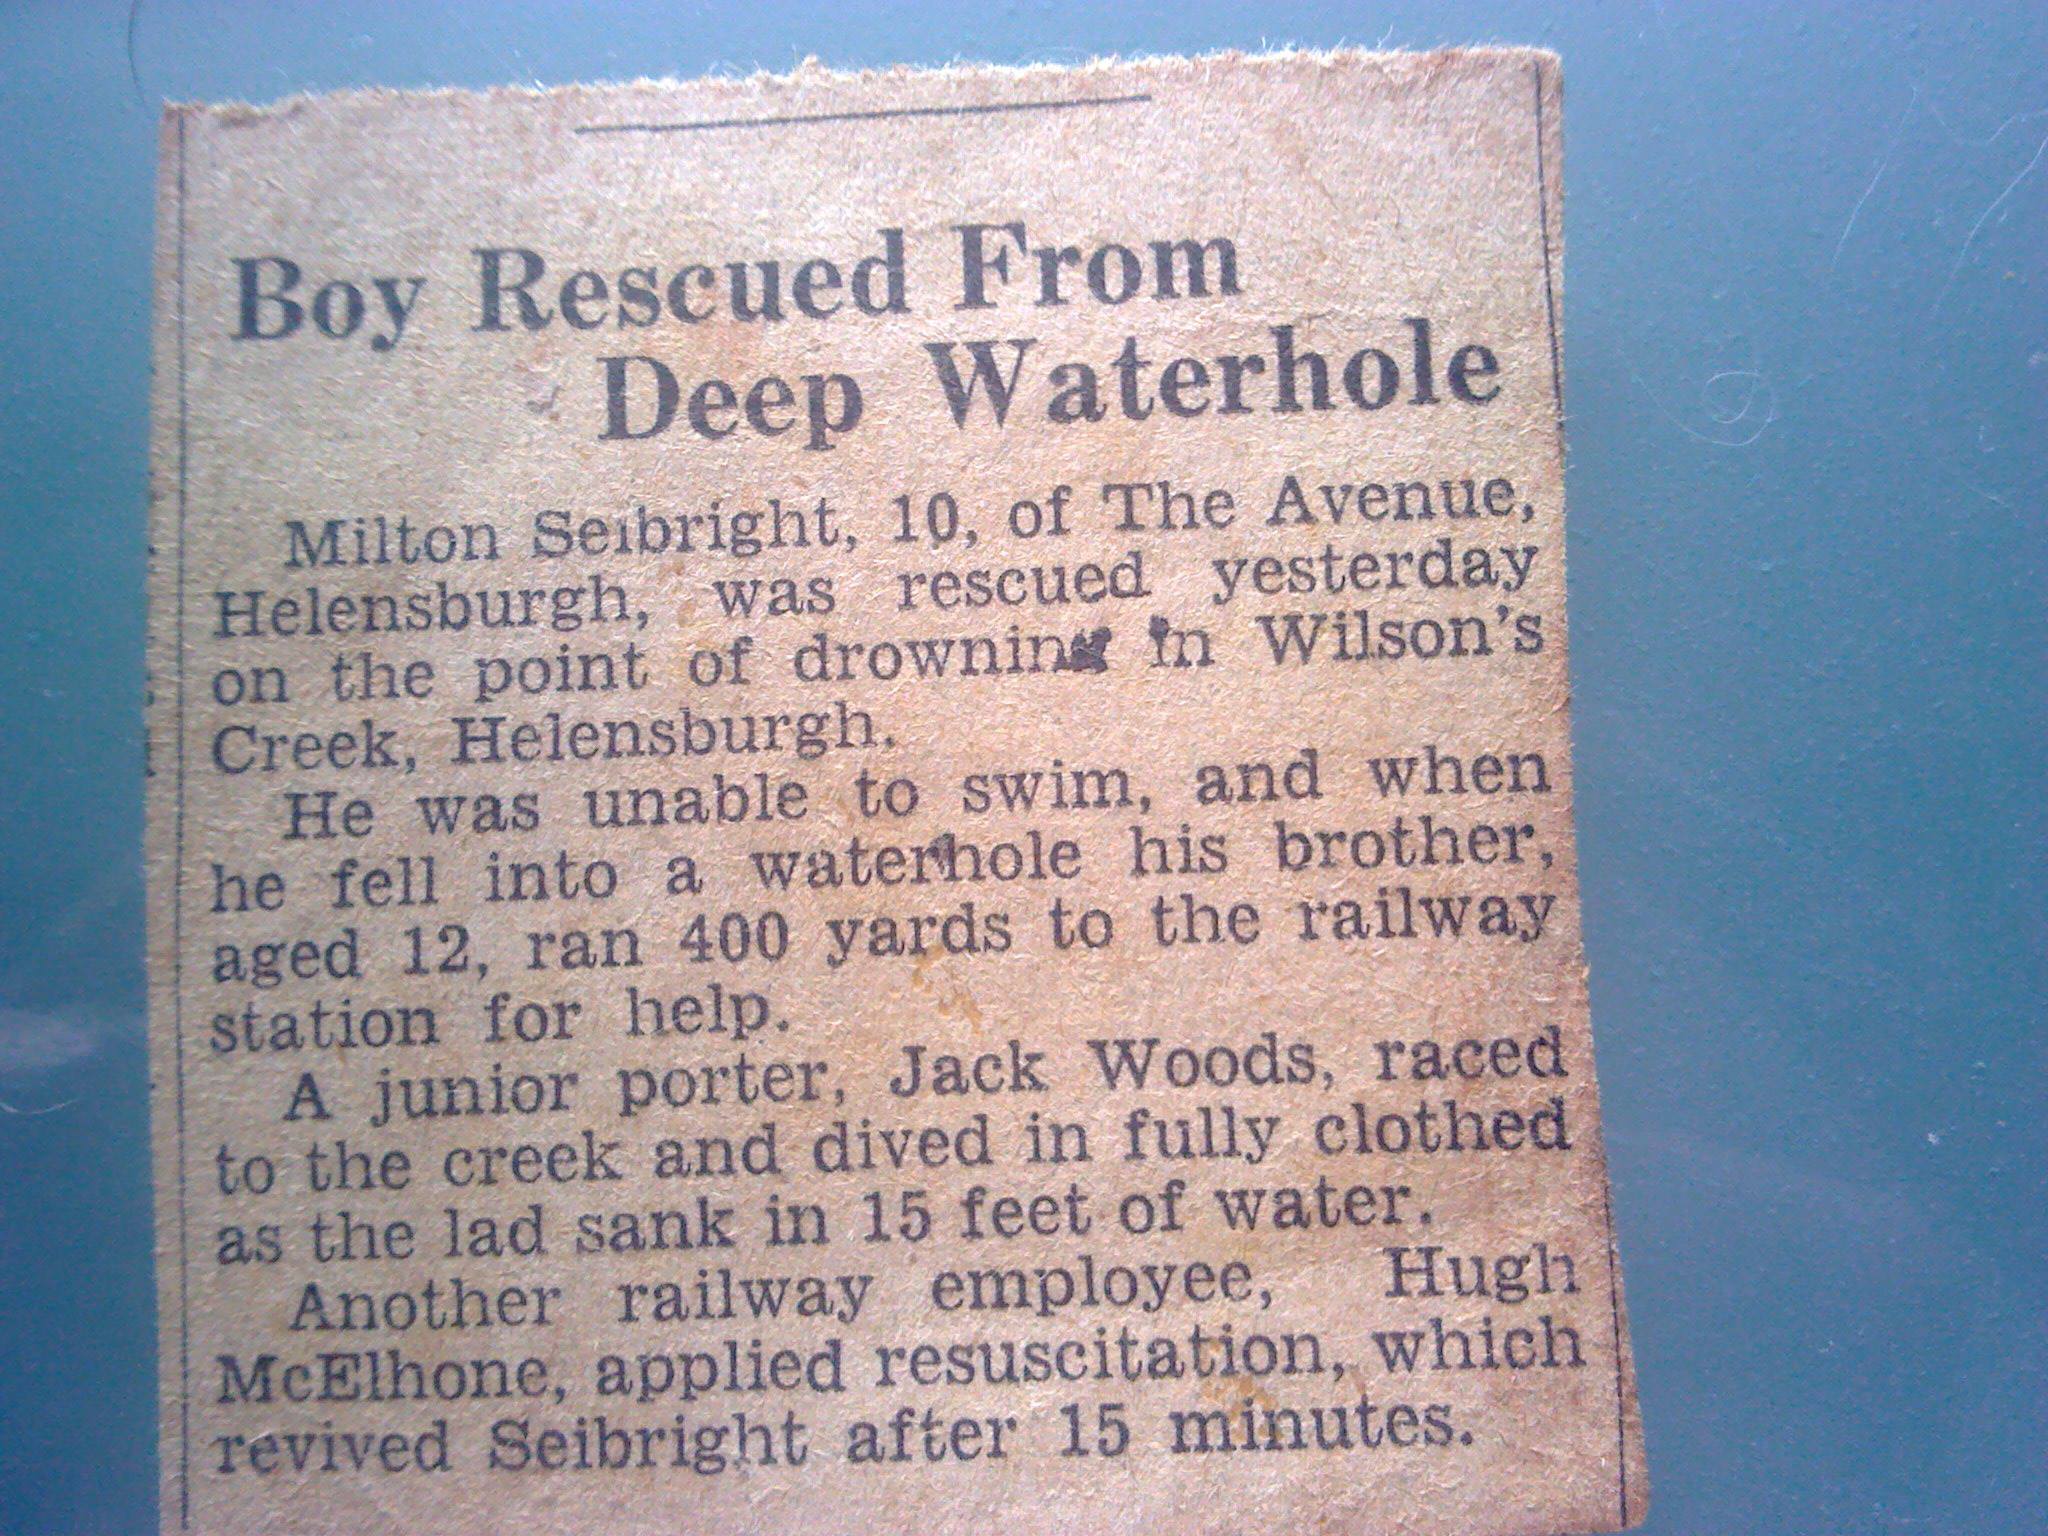 Boy Rescued From
Deep Waterhole
Milton Seibright, 10, of The Avenue,
Helensburgh, was rescued yesterday
on the point of drowning in Wilson's
Creek, Helensburgh.
He was unable to swim, and when
he fell into a waterhole his brother,
aged 12, ran 400 yards to the railway
station for help.
A junior porter, Jack Woods, raced
to the creek and dived in fully clothed
as the lad sank in 15 feet of water.
Another railway employee, Hugh
McElhone, applied resuscitation, which
revived Seibright after 15 minutes.